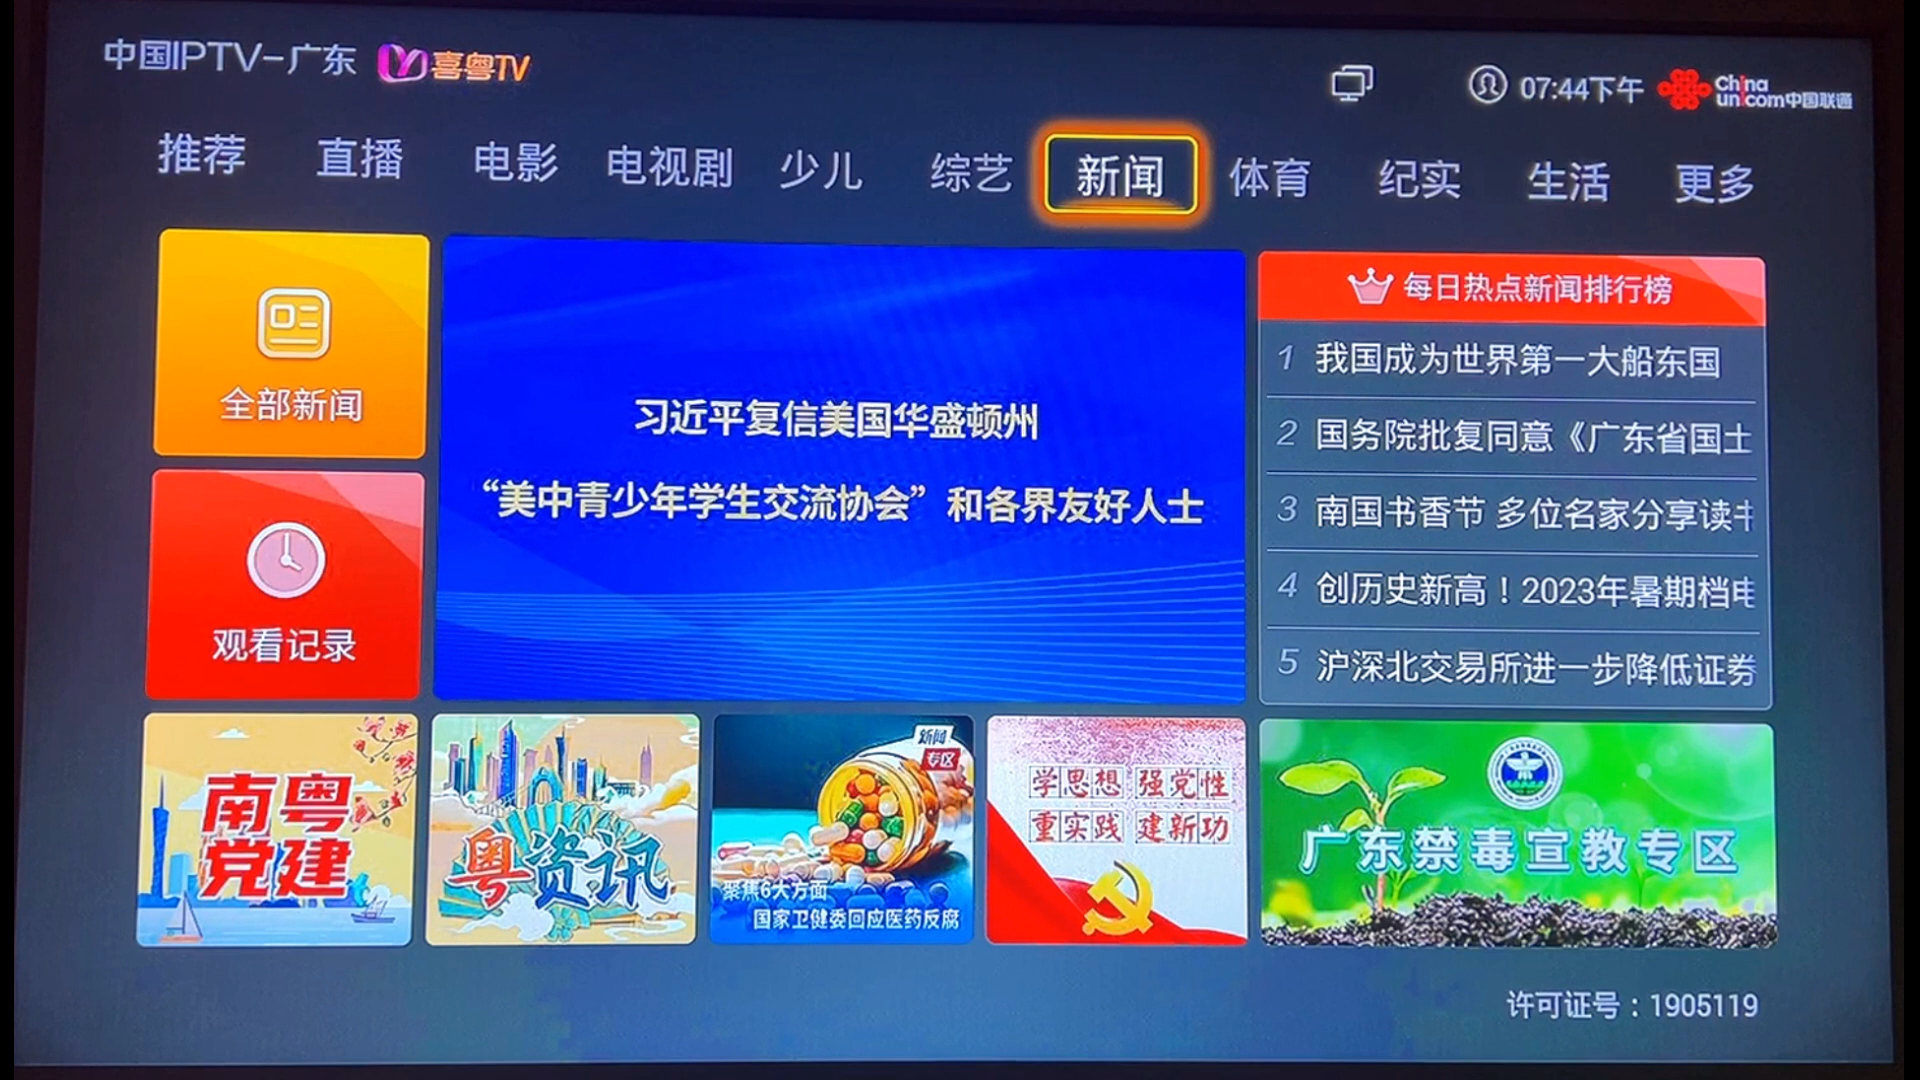 中国IPTV-广东 喜粤TV
07:44下午 China unicom中国联通
推荐 直播 电影 电视剧 少儿 综艺 新闻 体育 纪实 生活 更多
全部新闻
观看记录
习近平复信美国华盛顿州
“美中青少年学生交流协会”和各界友好人士
每日热点新闻排行榜
1 我国成为世界第一大船东国
2 国务院批复同意《广东省国土
3 南国书香节 多位名家分享读
4 创历史新高！2023年暑期档
5 沪深北交易所进一步降低证券
南粤
党建
粤资讯
新闻
专区
聚焦6大方面
国家卫健委回应医药反腐
学思想 强党性
重实践 建新功
广东禁毒宣教专区
许可证号：1905119